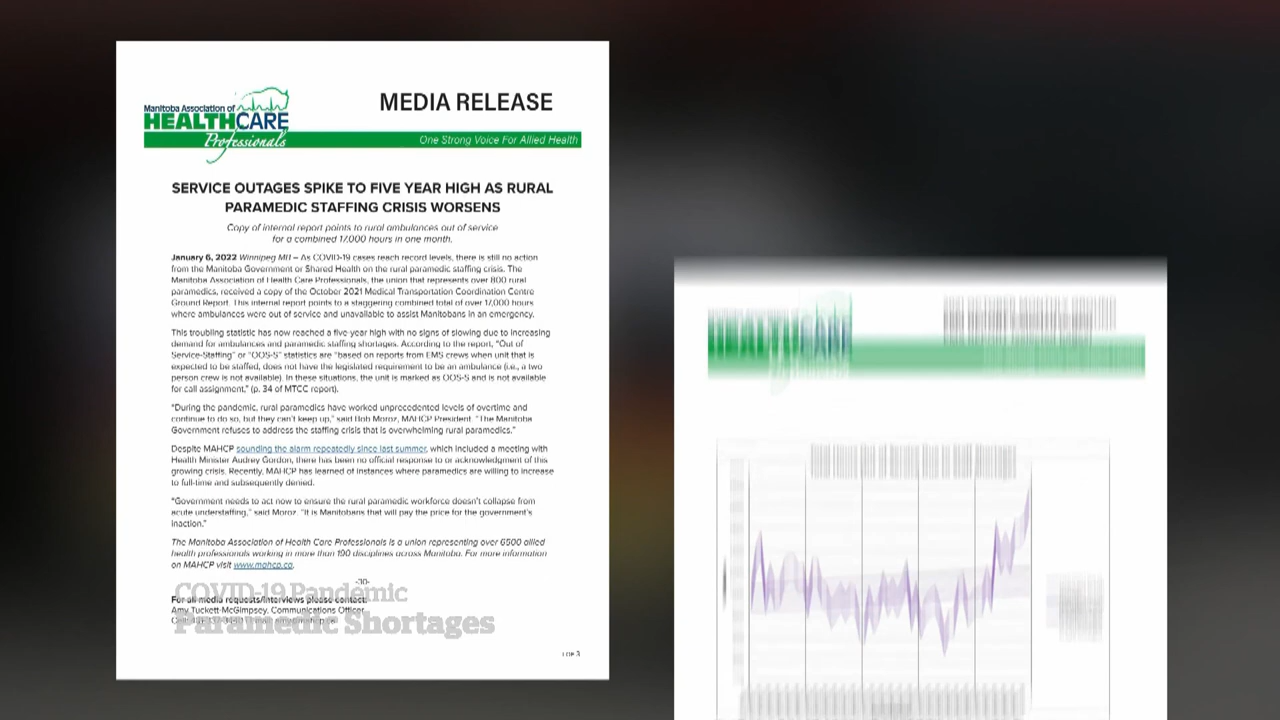 Manitoba Association of
HEALTHCARE
Professionals
MEDIA RELEASE
One Strong Voice For Allied Health
SERVICE OUTAGES SPIKE TO FIVE YEAR HIGH AS RURAL
PARAMEDIC STAFFING CRISIS WORSENS
Copy of internal report points to rural ambulances out of service
for a combined 17,000 hours in one month.
January 6, 2022 Winnipeg MB – As COVID-19 cases reach record levels, there is still no action
from the Manitoba Government or Shared Health on the rural paramedic staffing crisis. The
Manitoba Association of Health Care Professionals, the union that represents over 800 rural
paramedics, received a copy of the October 2021 Medical Transportation Coordination Centre
Ground Report. This internal report points to a staggering combined total of over 17,000 hours
where ambulances were out of service and unavailable to assist Manitobans in an emergency.
This troubling statistic has now reached a five year high with no signs of slowing due to increasing
demand for ambulances and paramedic staffing shortages. According to the report, "Out of
Service-Staffing" or "OOS-S" statistics are "based on reports from EMS crews when unit that is
expected to be staffed, does not have the legislated requirement to be an ambulance (i.e., a two
person crew is not available). In these situations, the unit is marked as OOS-S and is not available
for call assignment." (p. 34 of MTCC report).
"During the pandemic, rural paramedics have worked unprecedented levels of overtime and
continue to do so, but they can't keep up," said Bob Moroz, MAHCP President. "The Manitoba
Government refuses to address the staffing crisis that is overwhelming rural paramedics."
Despite MAHCP sounding the alarm repeatedly since last summer, which included a meeting with
Health Minister Audrey Gordon, there has been no official response to or acknowledgment of this
growing crisis. Recently, MAHCP has learned of instances where paramedics are willing to increase
to full-time and subsequently denied.
"Government needs to act now to ensure the rural paramedic workforce doesn't collapse from
acute understaffing," said Moroz. "It is Manitobans that will pay the price for the government's
inaction."
The Manitoba Association of Health Care Professionals is a union representing over 6500 allied
health professionals working in more than 190 disciplines across Manitoba. For more information
on MAHCP visit www.mahcp.ca.
-30-
COVID-19 Pandemic
For all media requests/interviews please contact:
Amy Tuckett-McGimpsey, Communications Officer
Paramedic Shortages
1 OF 3